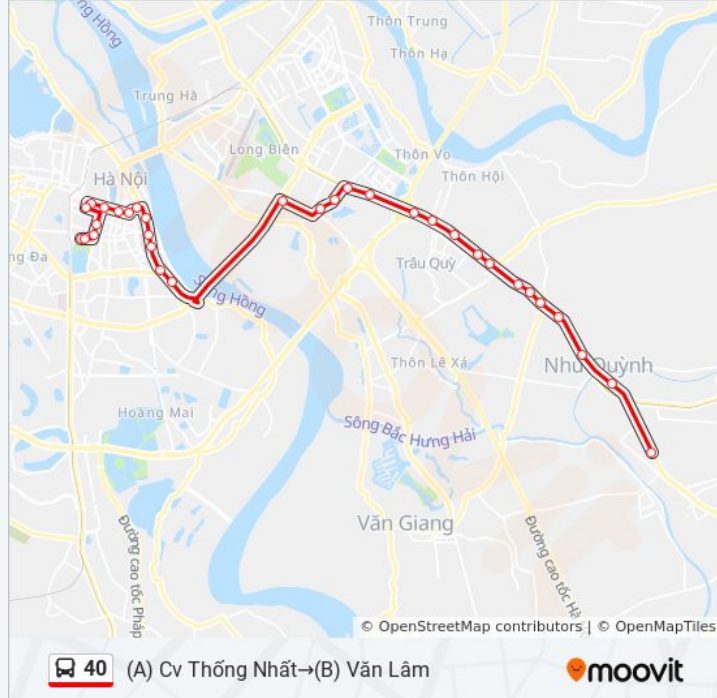 Sông
Hồng
Thôn Trung
Thôn Hạ
Trung Hà
Long Biên
Thôn Vo
Hà Nội
Thôn Hội
ng Đa
Trâu Quỳ
Sông Hồng
Thôn Lê Xá
Như Quỳnh
Hoàng Mai
Sông Bắc Hưng Hải
Văn Giang
Đường cao tốc Pháp
Đường cao tốc Hà
© OpenStreetMap contributors | © OpenMapTiles
40 (A) Cv Thống Nhất→(B) Văn Lâm
moovit